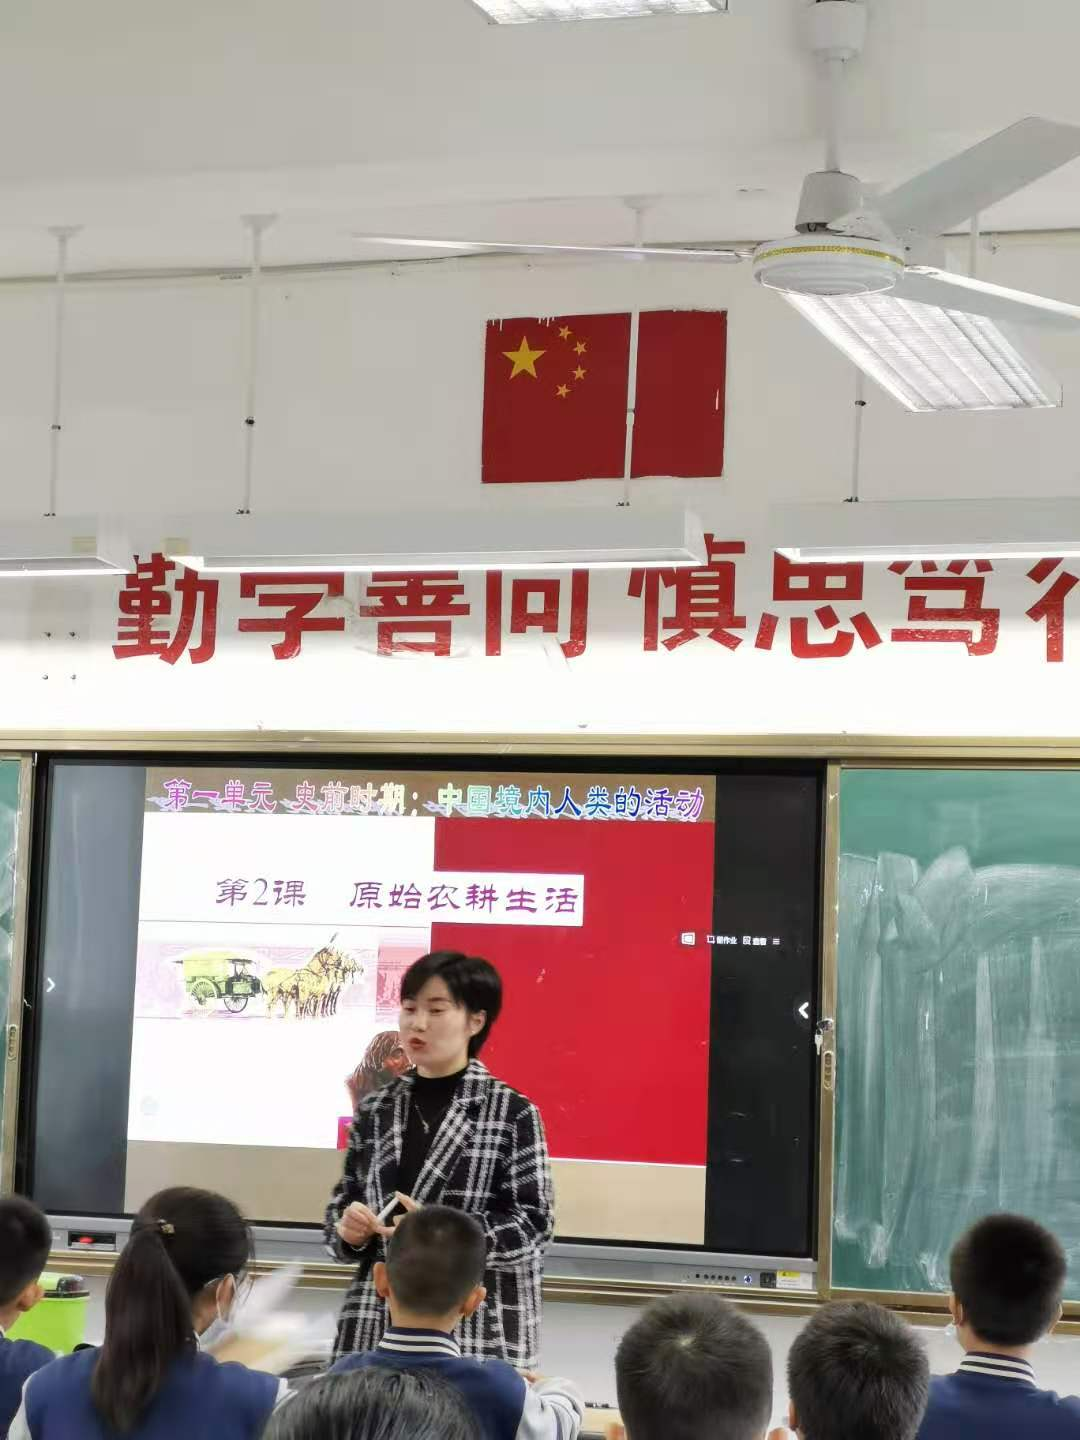 勤学善问 慎思笃行
第一单元 史前时期：中国境内人类的活动
第2课 原始农耕生活